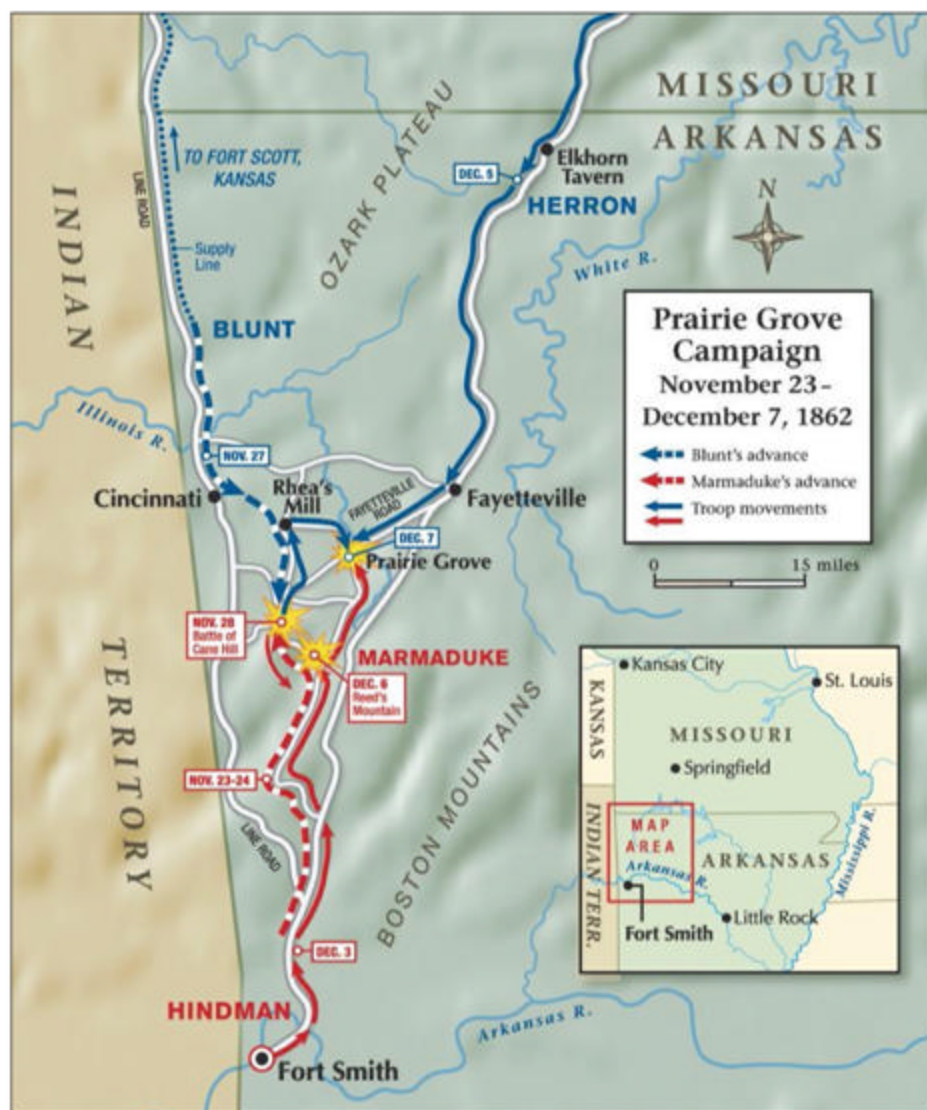 MISSOURI
ARKANSAS
OZARK PLATEAU
Elkhorn
Tavern
DEC. 5
HERRON
N
TO FORT SCOTT,
KANSAS
LINE ROAD
INDIAN
TERRITORY
Supply
Line
White R.
BLUNT
Prairie Grove
Campaign
November 23–
December 7, 1862
Blunt's advance
Marmaduke's advance
Troop movements
0 15 miles
Illinois R.
NOV. 27
Cincinnati
Rhea's
Mill
FAYETTEVILLE
ROAD
Fayetteville
DEC. 7
Prairie Grove
NOV. 28
Battle of
Cane Hill
MARMADUKE
DEC. 6
Reed's
Mountain
NOV. 23-24
LINE ROAD
BOSTON MOUNTAINS
DEC. 3
HINDMAN
Fort Smith
Arkansas R.
Kansas City
St. Louis
KANSAS
MISSOURI
Springfield
INDIAN TERR.
MAP
AREA
ARKANSAS
Arkansas R.
Mississippi R.
Little Rock
Fort Smith